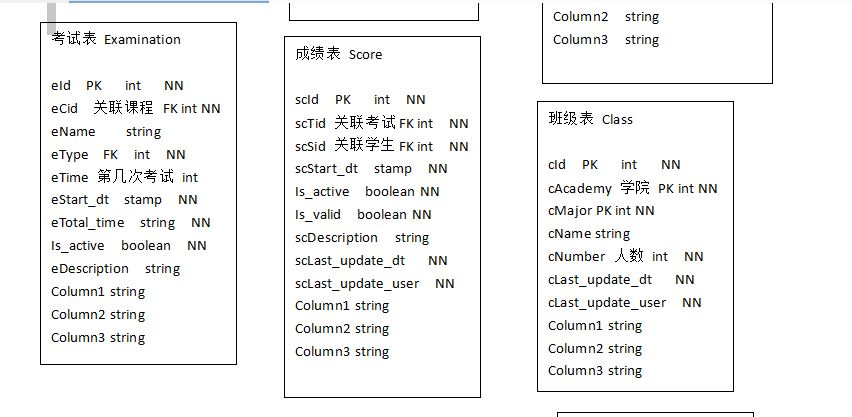 考试表 Examination
eId PK int NN
eCid 关联课程 FK int NN
eName string
eType FK int NN
eTime 第几次考试 int
eStart_dt stamp NN
eTotal_time string NN
Is_active boolean NN
eDescription string
Column1 string
Column2 string
Column3 string
成绩表 Score
scId PK int NN
scTid 关联考试 FK int NN
scSid 关联学生 FK int NN
scStart_dt stamp NN
Is_active boolean NN
Is_valid boolean NN
scDescription string
scLast_update_dt NN
scLast_update_user NN
Column1 string
Column2 string
Column3 string
Column2 string
Column3 string
班级表 Class
cId PK int NN
cAcademy 学院 PK int NN
cMajor PK int NN
cName string
cNumber 人数 int NN
cLast_update_dt NN
cLast_update_user NN
Column1 string
Column2 string
Column3 string